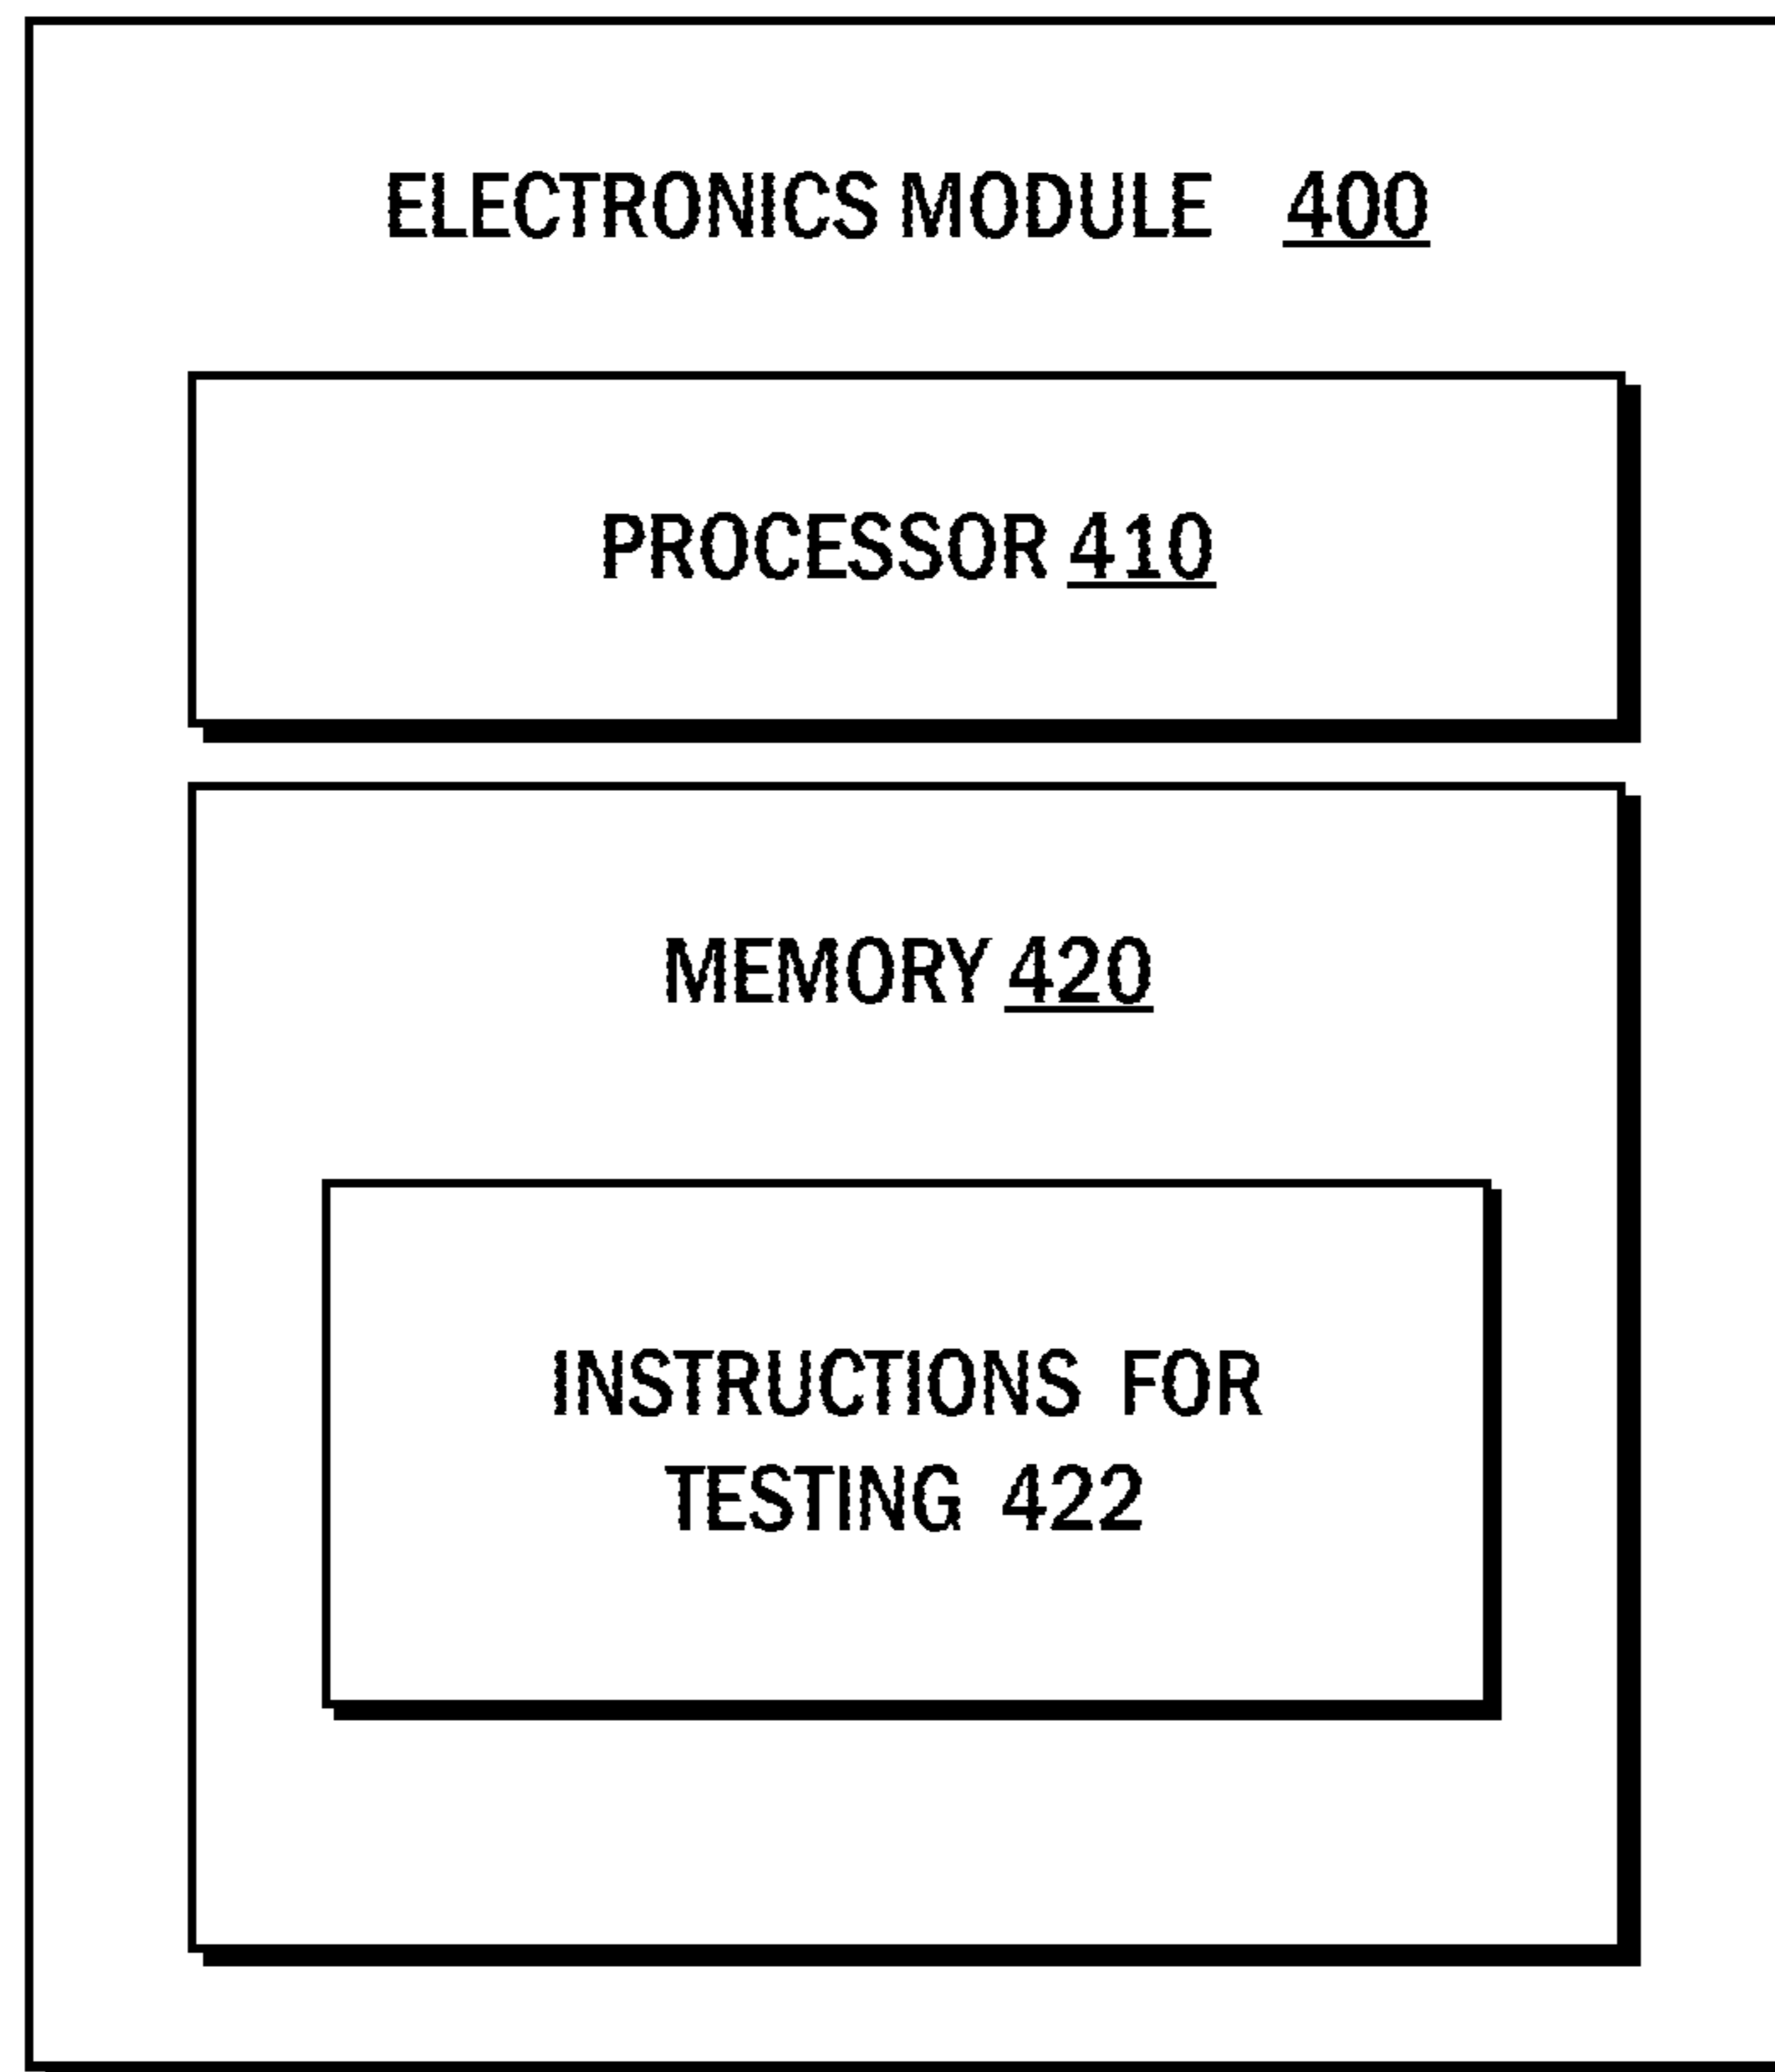 ELECTRONICS MODULE 400
PROCESSOR 410
MEMORY 420
INSTRUCTIONS FOR
TESTING 422